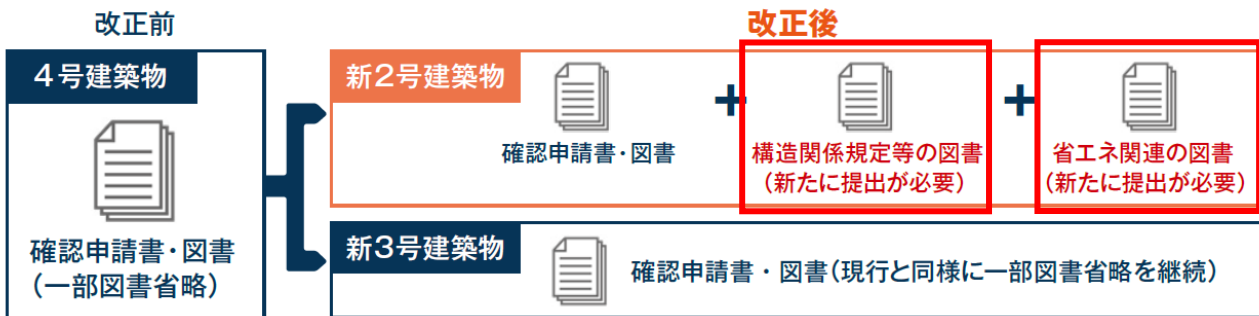 改正前
4号建築物
確認申請書・図書
（一部図書省略）
改正後
新2号建築物
確認申請書・図書
+
構造関係規定等の図書
（新たに提出が必要）
+
省エネ関連の図書
（新たに提出が必要）
新3号建築物
確認申請書・図書（現行と同様に一部図書省略を継続）